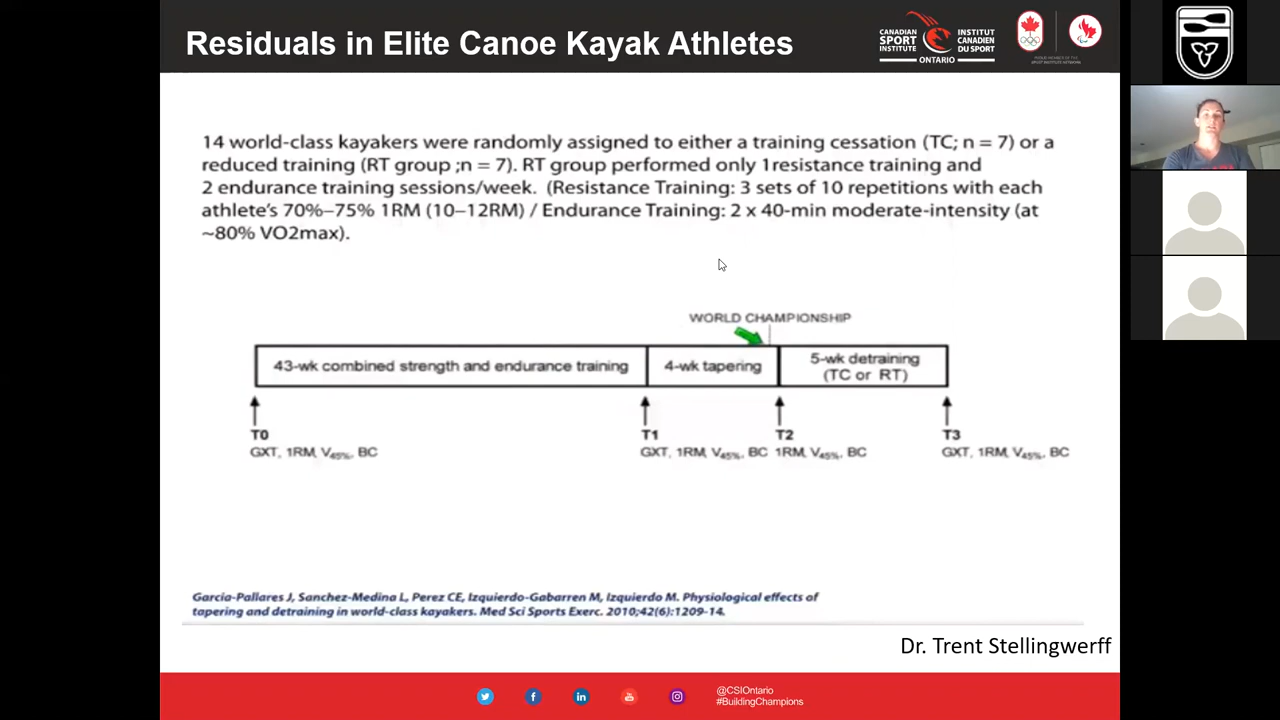 Residuals in Elite Canoe Kayak Athletes
CANADIAN
SPORT
INSTITUTE
INSTITUT
CANADIEN
DU SPORT
ONTARIO
14 world-class kayakers were randomly assigned to either a training cessation (TC; n = 7) or a
reduced training (RT group ;n = 7). RT group performed only 1resistance training and
2 endurance training sessions/week. (Resistance Training: 3 sets of 10 repetitions with each
athlete's 70%–75% 1RM (10–12RM) / Endurance Training: 2 x 40-min moderate-intensity (at
~80% VO2max).
WORLD CHAMPIONSHIP
43-wk combined strength and endurance training
4-wk tapering
5-wk detraining
(TC or RT)
T0
GXT, 1RM, V45%, BC
T1
GXT, 1RM, V45%, BC
T2
1RM, V45%, BC
T3
GXT, 1RM, V45%, BC
García-Pallares J, Sanchez-Medina L, Perez CE, Izquierdo-Gabarren M, Izquierdo M. Physiological effects of
tapering and detraining in world-class kayakers. Med Sci Sports Exerc. 2010;42(6):1209-14.
Dr. Trent Stellingwerff
@CSIOntario
#BuildingChampions